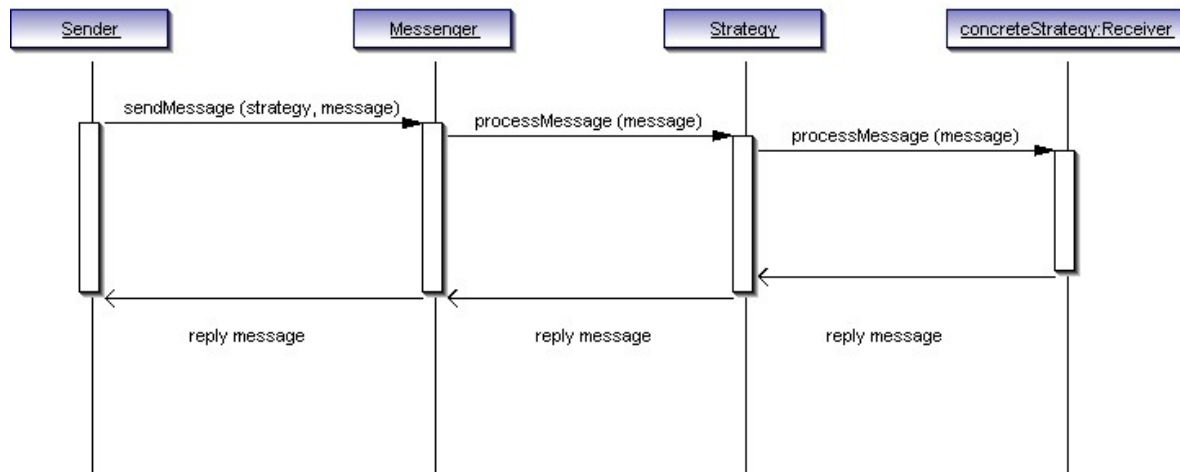 Sender
Messenger
Strategy
concreteStrategy:Receiver
sendMessage (strategy, message)
processMessage (message)
processMessage (message)
reply message
reply message
reply message